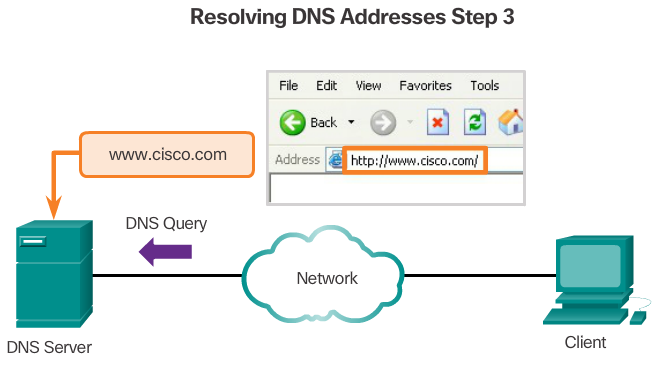 Resolving DNS Addresses Step 3
File Edit View Favorites Tools
Back
www.cisco.com
Address http://www.cisco.com/
DNS Query
Network
DNS Server
Client